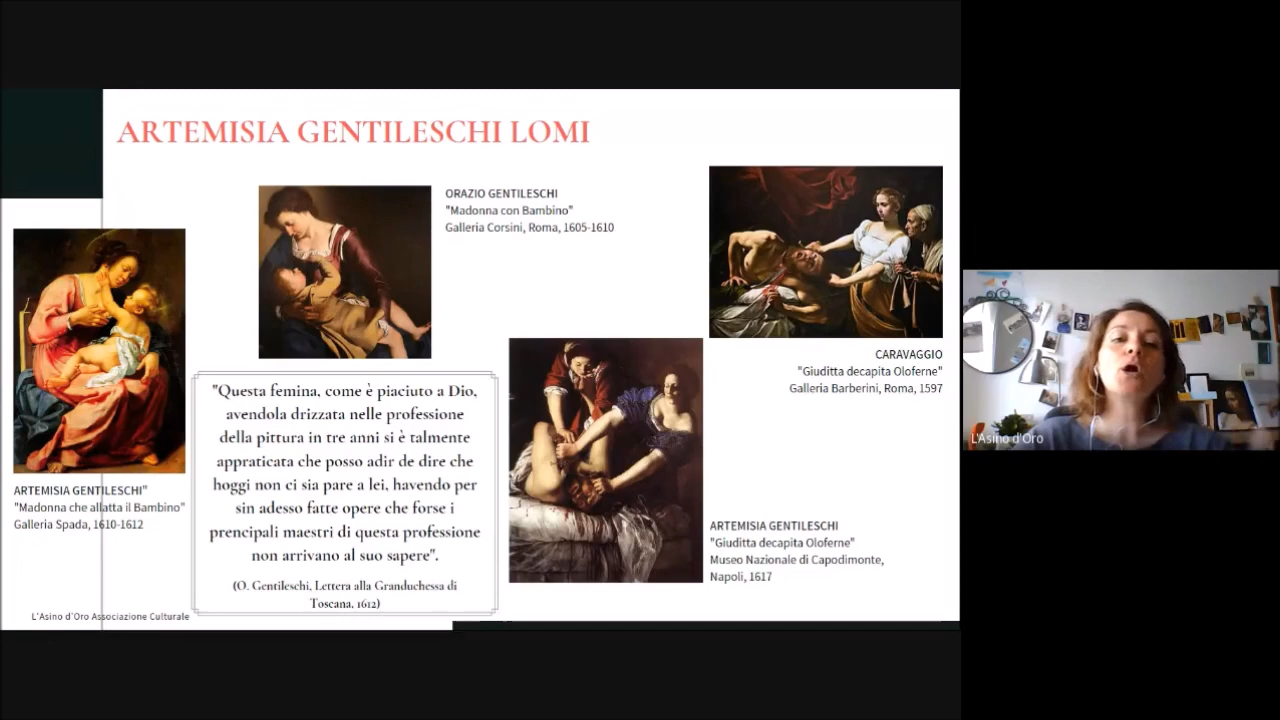 ARTEMISIA GENTILESCHI LOMI
ORAZIO GENTILESCHI
"Madonna con Bambino"
Galleria Corsini, Roma, 1605-1610
CARAVAGGIO
"Giuditta decapita Oloferne"
Galleria Barberini, Roma, 1597
ARTEMISIA GENTILESCHI"
"Madonna che allatta il Bambino"
Galleria Spada, 1610-1612
"Questa femina, come è piaciuto a Dio,
avendola drizzata nelle professione
della pittura in tre anni si è talmente
appraticata che posso adir de dire che
hoggi non ci sia pare a lei, havendo per
sin adesso fatte opere che forse i
prencipali maestri di questa professione
non arrivano al suo sapere".
(O. Gentileschi, Lettera alla Granduchessa di
Toscana, 1612)
ARTEMISIA GENTILESCHI
"Giuditta decapita Oloferne"
Museo Nazionale di Capodimonte,
Napoli, 1617
L'Asino d'Oro Associazione Culturale
L'Asino d'Oro